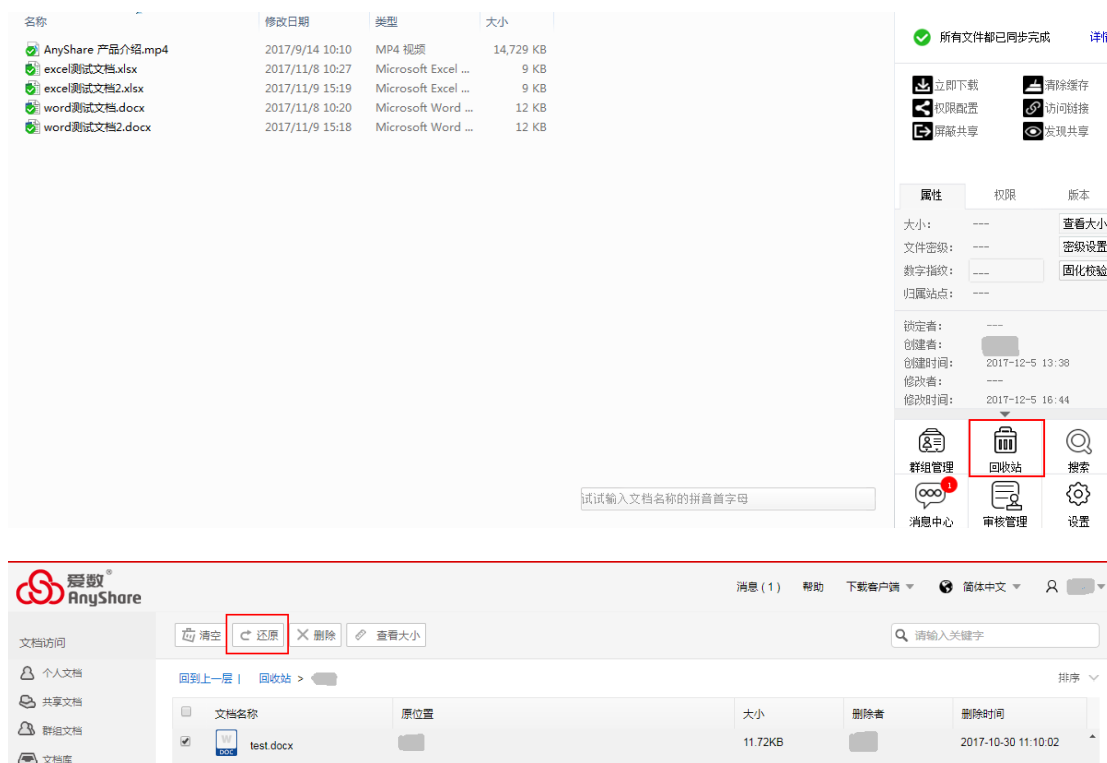 名称 修改日期 类型 大小
AnyShare 产品介绍.mp4 2017/9/14 10:10 MP4 视频 14,729 KB
excel测试文档.xlsx 2017/11/8 10:27 Microsoft Excel ... 9 KB
excel测试文档2.xlsx 2017/11/9 15:19 Microsoft Excel ... 9 KB
word测试文档.docx 2017/11/8 10:20 Microsoft Word ... 12 KB
word测试文档2.docx 2017/11/9 15:18 Microsoft Word ... 12 KB
所有文件都已同步完成 详情
立即下载 清除缓存
权限配置 访问链接
屏蔽共享 发现共享
属性 权限 版本
大小: --- 查看大小
文件密级: --- 密级设置
数字指纹: --- 固化校验
归属站点: ---
锁定者: ---
创建者:
创建时间: 2017-12-5 13:38
修改者: ---
修改时间: 2017-12-5 16:44
群组管理 回收站 搜索
1
消息中心 审核管理 设置
试试输入文档名称的拼音首字母
爱数®
AnyShare
消息(1) 帮助 下载客户端 简体中文
文档访问
清空 还原 删除 查看大小 请输入关键字
个人文档
回到上一层 | 回收站 > 排序
共享文档
文档名称 原位置 大小 删除者 删除时间
群组文档
W DOC test.docx 11.72KB 2017-10-30 11:10:02
文档库